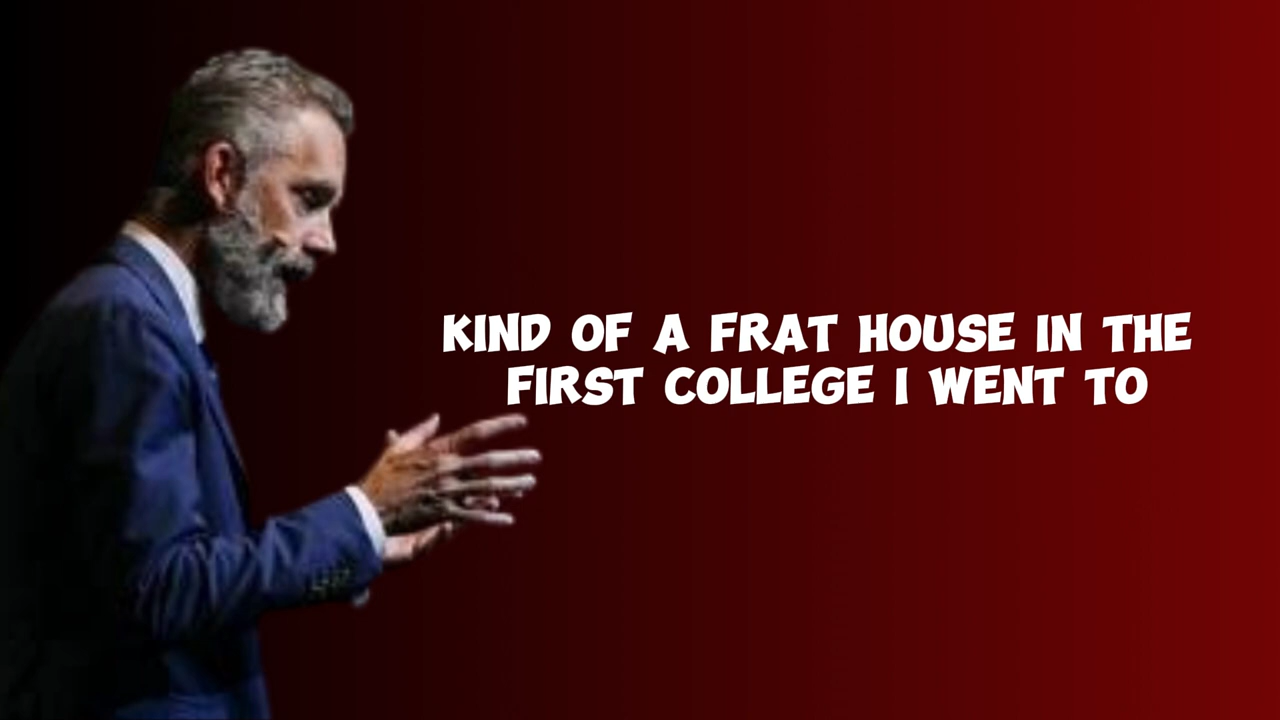 KIND OF A FRAT HOUSE IN THE
FIRST COLLEGE I WENT TO